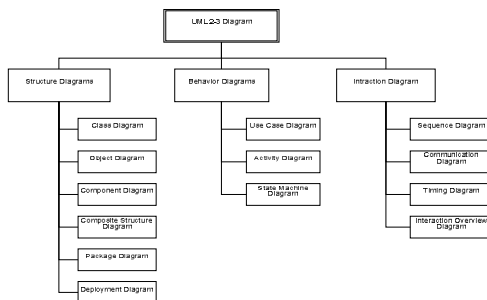 UML 2-3 Diagram
Structure Diagrams
Behavior Diagrams
Intraction Diagram
Class Diagram
Object Diagram
Component Diagram
Composite Structure
Diagram
Package Diagram
Deployment Diagram
Use Case Diagram
Activity Diagram
State Machine
Diagram
Sequence Diagram
Communication
Diagram
Timing Diagram
Interaction Overview
Diagram